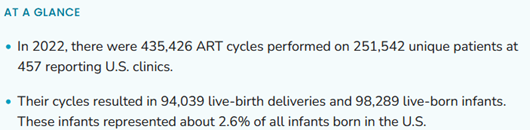 AT A GLANCE
• In 2022, there were 435,426 ART cycles performed on 251,542 unique patients at
457 reporting U.S. clinics.
• Their cycles resulted in 94,039 live-birth deliveries and 98,289 live-born infants.
These infants represented about 2.6% of all infants born in the U.S.